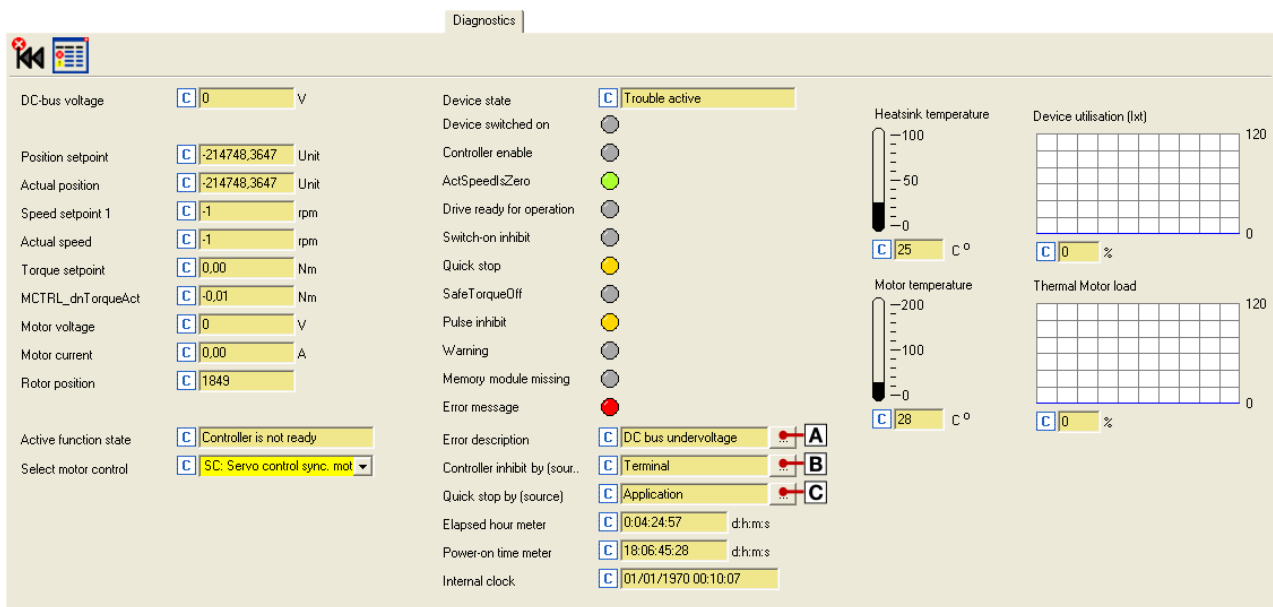 Diagnostics
DC-bus voltage C 0 V
Position setpoint C -214748,3647 Unit
Actual position C -214748,3647 Unit
Speed setpoint 1 C -1 rpm
Actual speed C -1 rpm
Torque setpoint C 0,00 Nm
MCTRL_dnTorqueAct C -0,01 Nm
Motor voltage C 0 V
Motor current C 0,00 A
Rotor position C 1849
Active function state C Controller is not ready
Select motor control C SC: Servo control sync. mot
Device state C Trouble active
Device switched on
Controller enable
ActSpeedIsZero
Drive ready for operation
Switch-on inhibit
Quick stop
SafeTorqueOff
Pulse inhibit
Warning
Memory module missing
Error message
Error description C DC bus undervoltage ... A
Controller inhibit by (sour.. C Terminal ... B
Quick stop by (source) C Application ... C
Elapsed hour meter C 0:04:24:57 d:h:m:s
Power-on time meter C 18:06:45:28 d:h:m:s
Internal clock C 01/01/1970 00:10:07
Heatsink temperature
100
50
0
C 25 C °
Motor temperature
200
100
0
C 28 C °
Device utilisation (Ixt)
120
0
C 0 %
Thermal Motor load
120
0
C 0 %